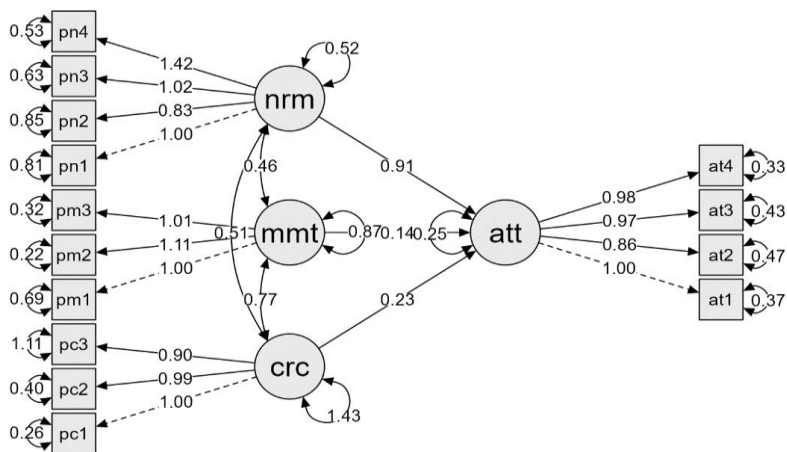 0.53 pn4
0.63 pn3
0.85 pn2
0.81 pn1
0.32 pm3
0.22 pm2
0.69 pm1
1.11 pc3
0.40 pc2
0.26 pc1
1.42
1.02
0.83
1.00
1.01
1.11
1.00
0.90
0.99
1.00
nrm
0.52
0.46
0.51
mmt
0.87
0.14
0.25
0.77
crc
1.43
0.91
0.23
att
0.98
0.97
0.86
1.00
at4 0.33
at3 0.43
at2 0.47
at1 0.37